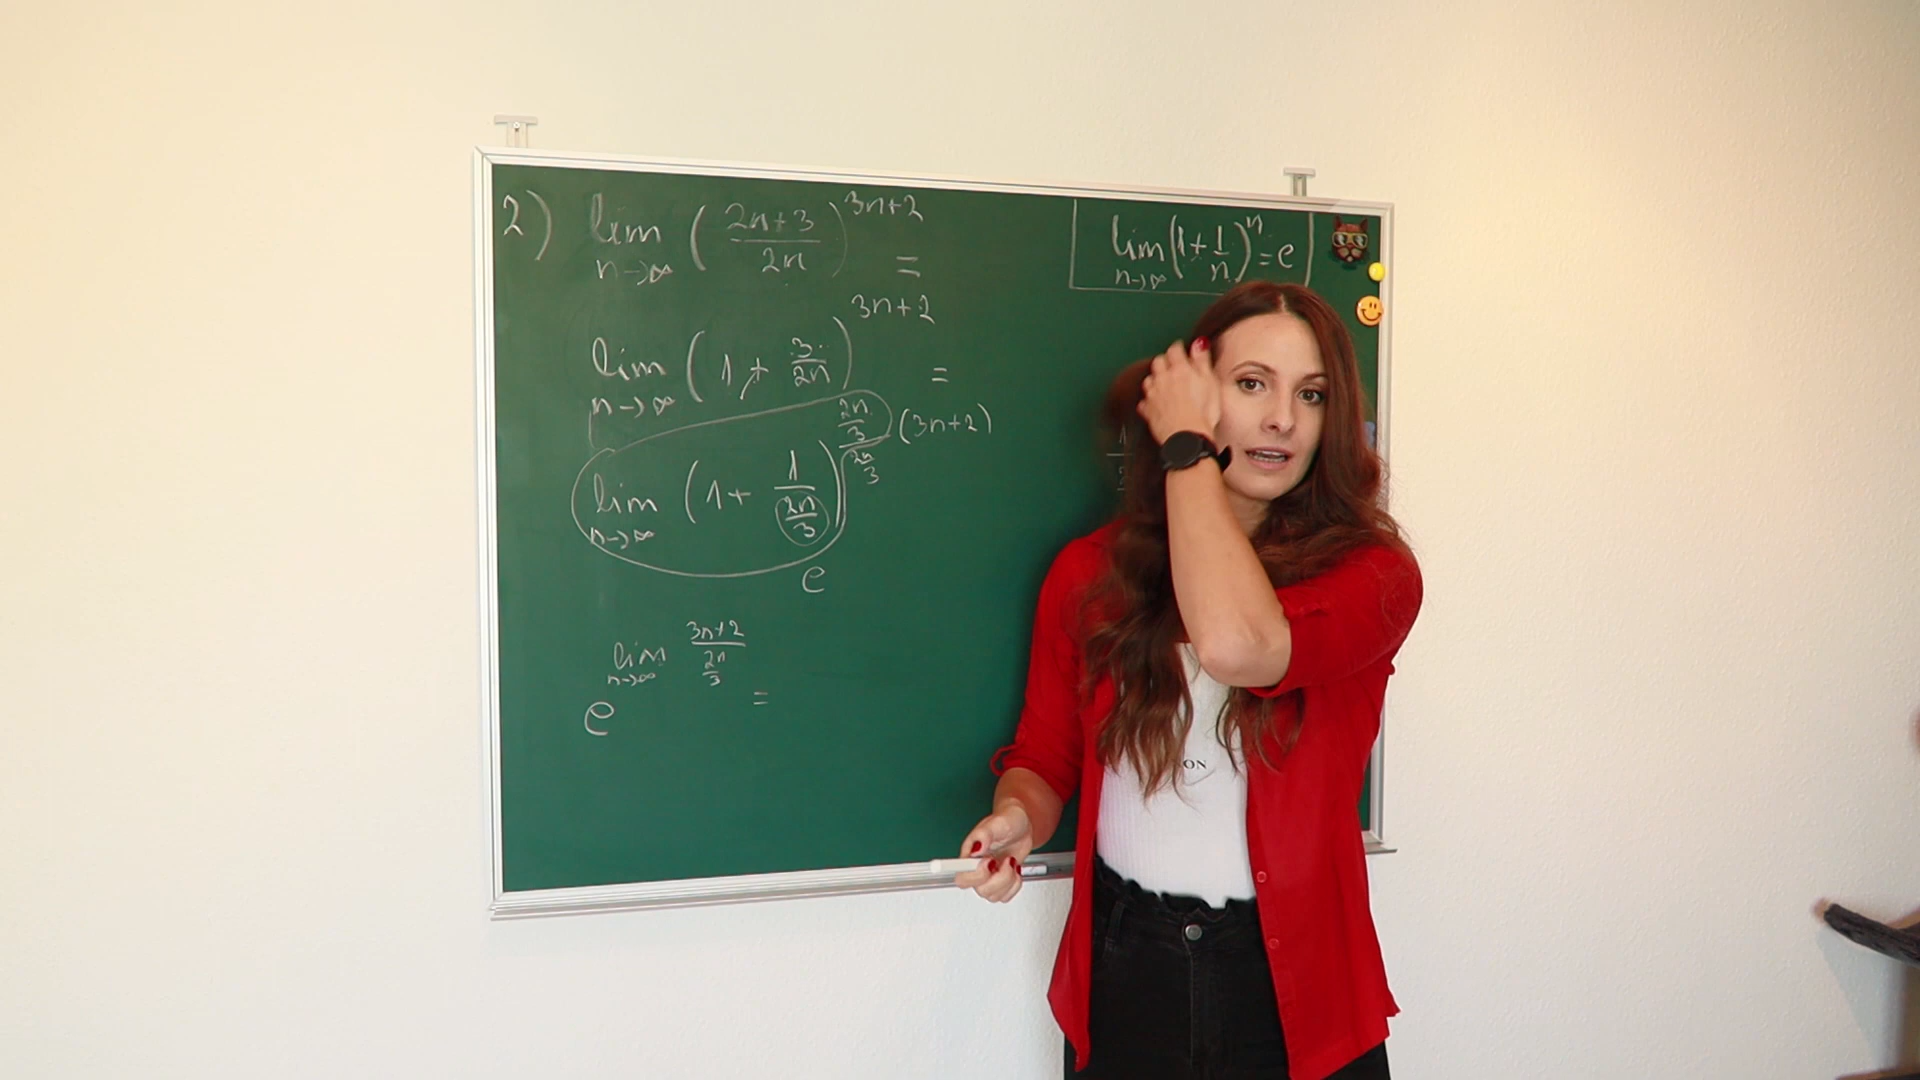 2) lim n→∞ (2n+3/2n)^3n+2 =
lim n→∞ (1 + 3/2n)^3n+2 =
lim n→∞ (1 + 1/(2n/3))^(2n/3)/(2n/3) (3n+2)
e
e^lim n→∞ (3n+2)/(2n/3) =
lim n→∞ (1+1/n)^n = e
ON